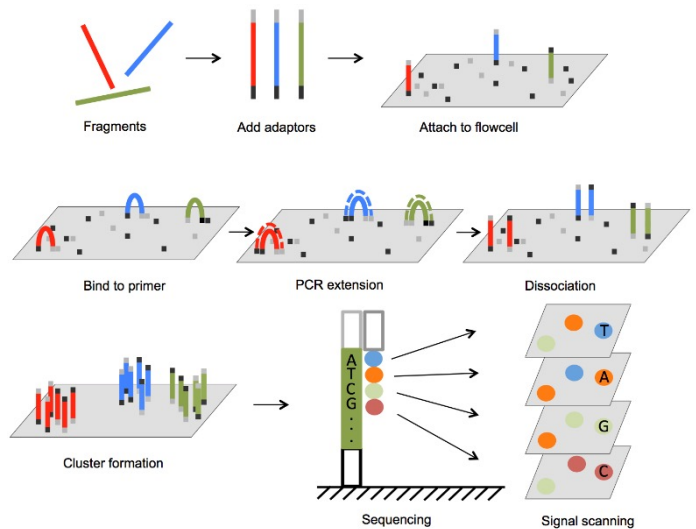 Fragments
Add adaptors
Attach to flowcell
Bind to primer
PCR extension
Dissociation
A
T
C
G
.
.
.
T
A
G
C
Cluster formation
Sequencing
Signal scanning